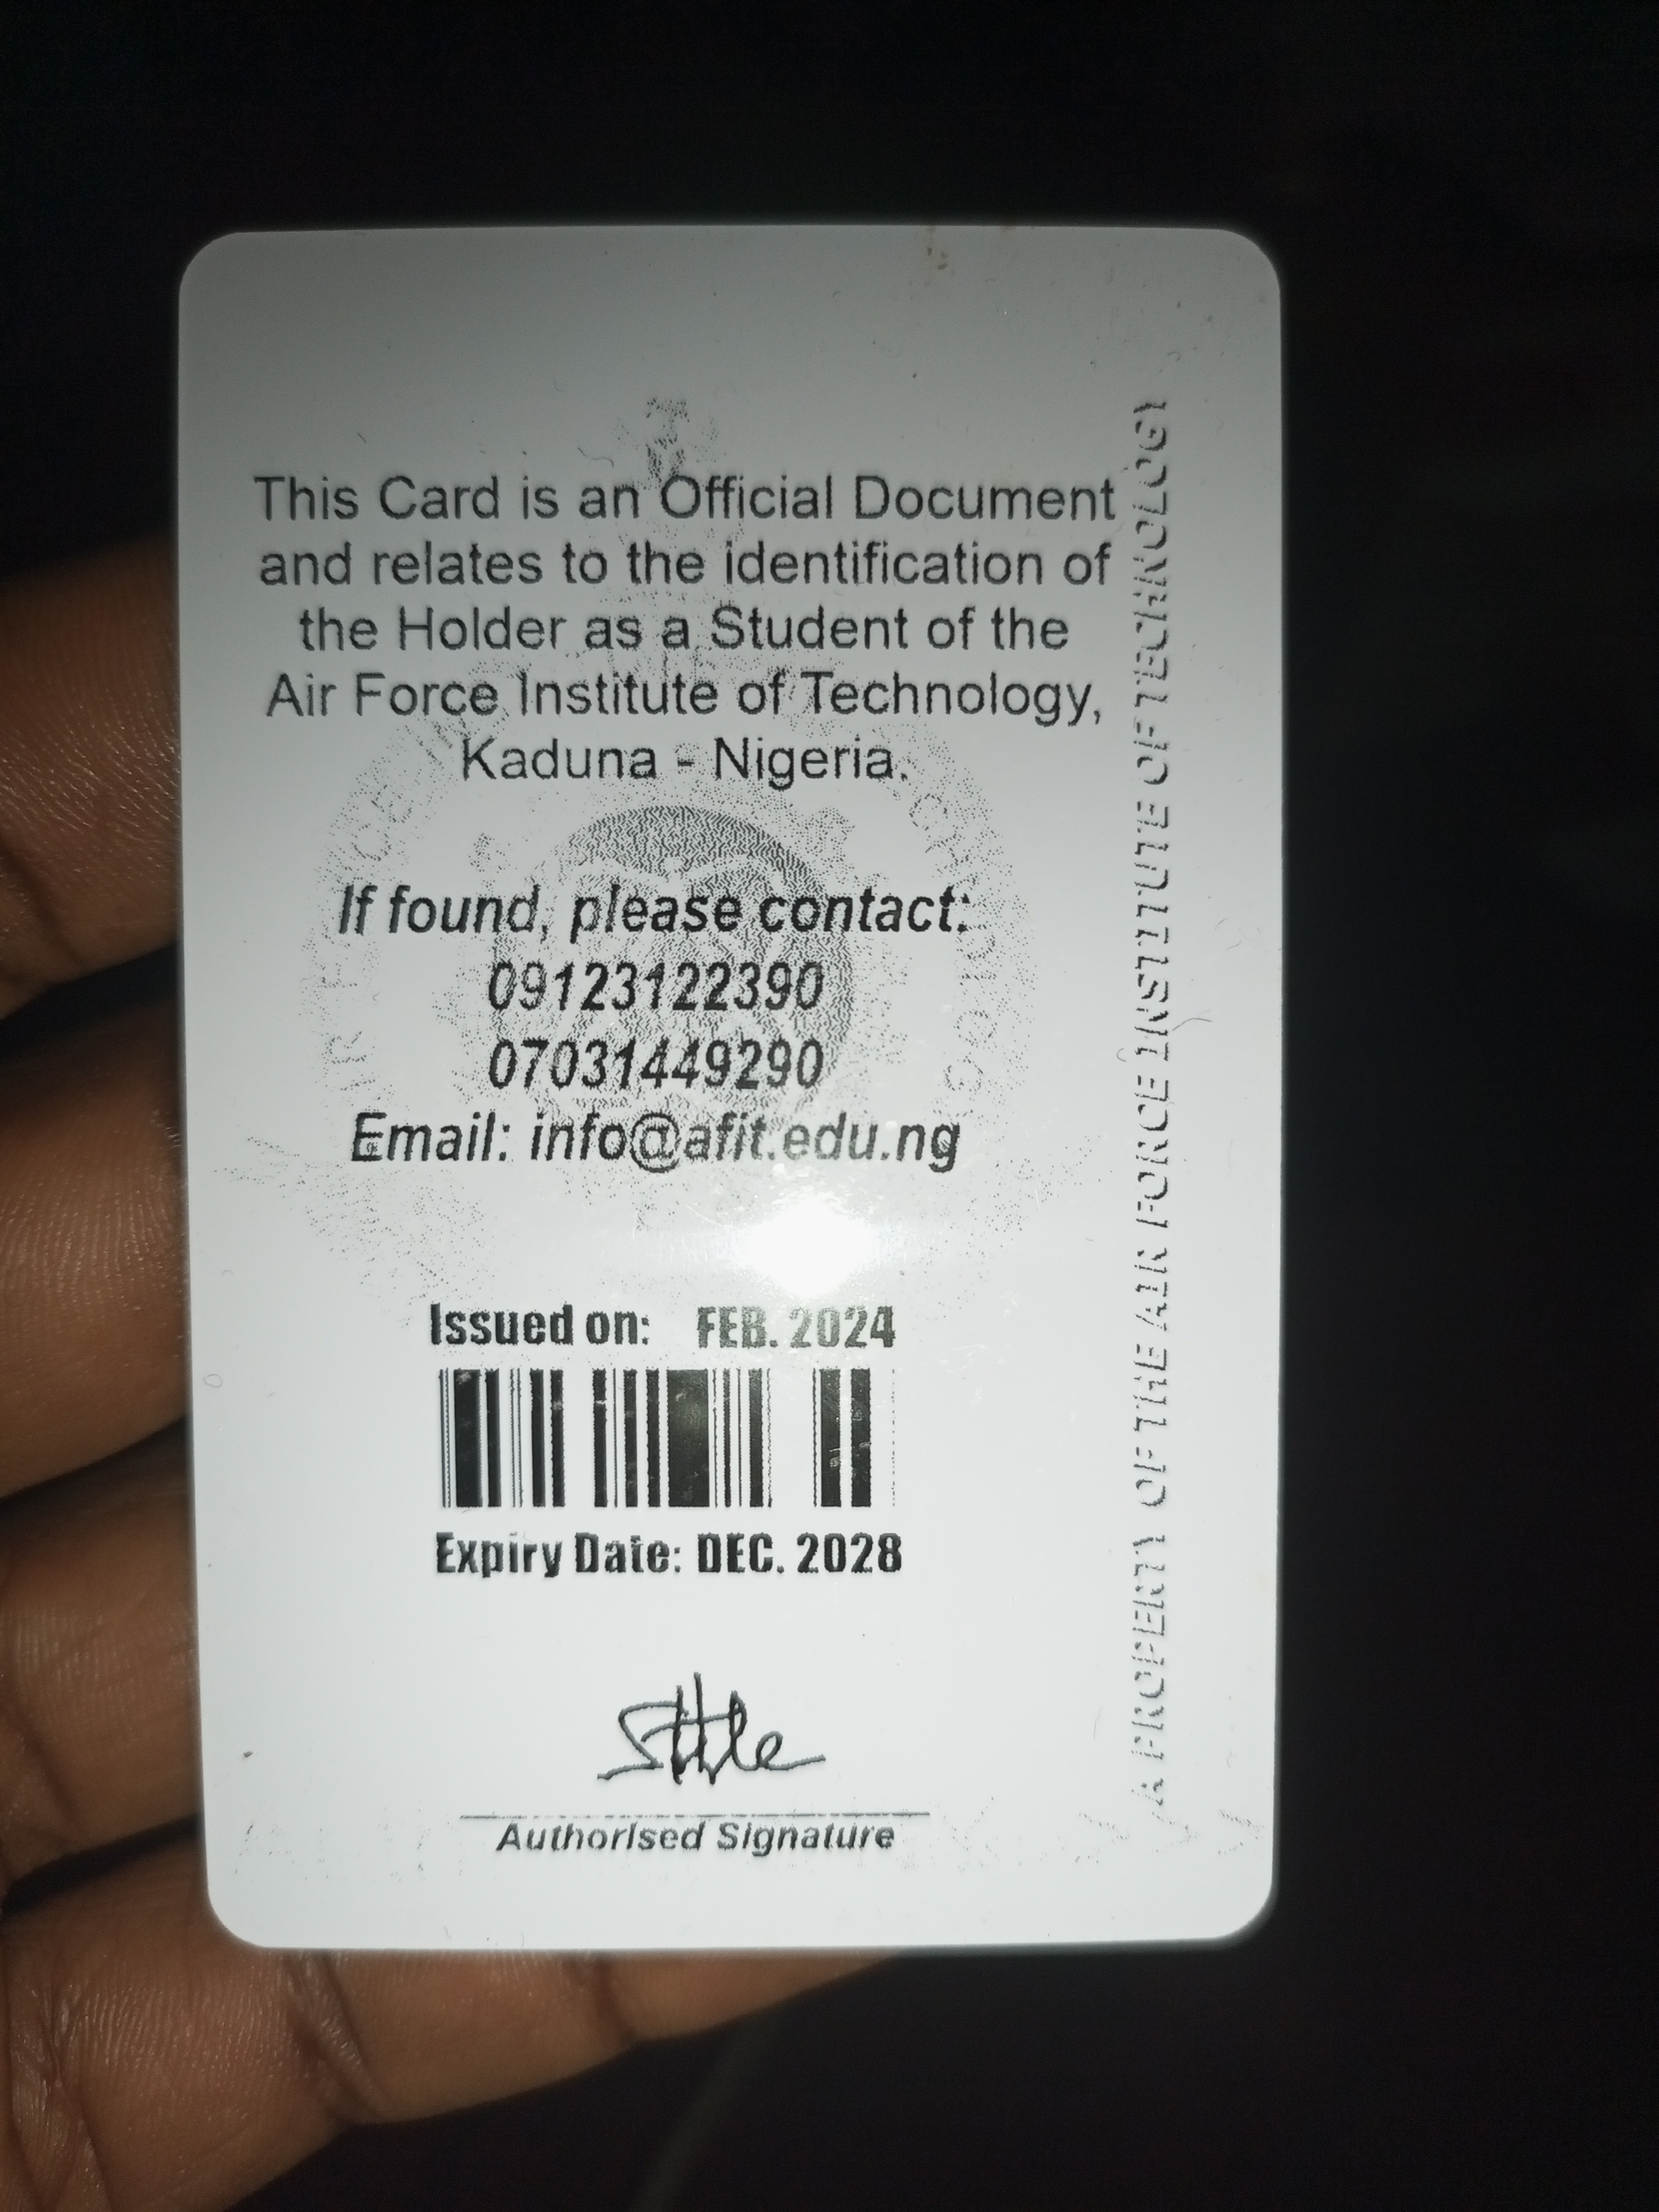 This Card is an Official Document
and relates to the identification of
the Holder as a Student of the
Air Force Institute of Technology,
Kaduna - Nigeria.
If found, please contact:
09123122390
07031449290
Email: info@afit.edu.ng
Issued on: FEB. 2024
Expiry Date: DEC. 2028
Authorised Signature
A PROPERTY OF THE AIR FORCE INSTITUTE OF TECHNOLOGY